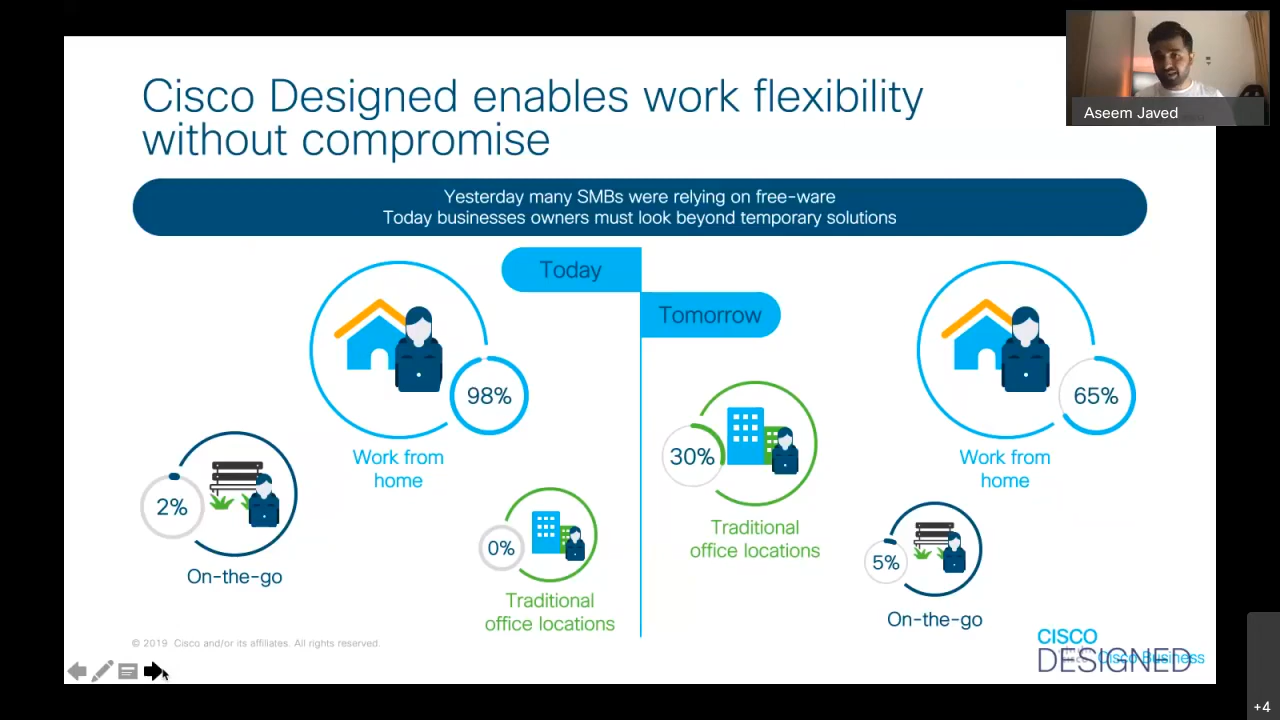 Cisco Designed enables work flexibility
without compromise
Aseem Javed
Yesterday many SMBs were relying on free-ware
Today businesses owners must look beyond temporary solutions
Today
Tomorrow
98%
Work from
home
2%
On-the-go
0%
Traditional
office locations
30%
Traditional
office locations
65%
Work from
home
5%
On-the-go
© 2019 Cisco and/or its affiliates. All rights reserved.
CISCO
DESIGNED
Cisco Business
+4